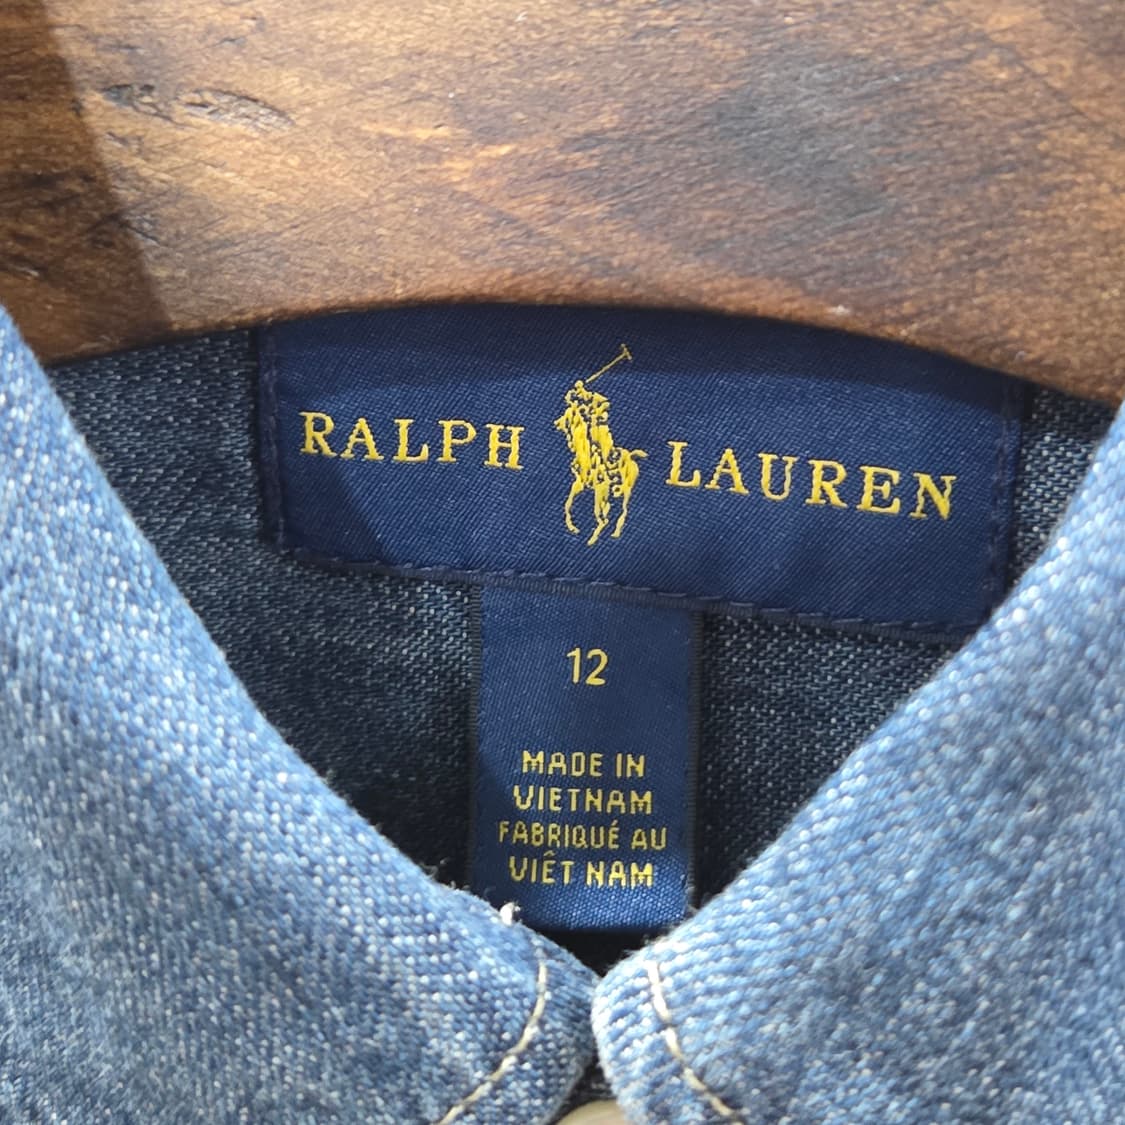 RALPH LAUREN
12
MADE IN
VIETNAM
FABRIQUÉ AU
VIÊT NAM